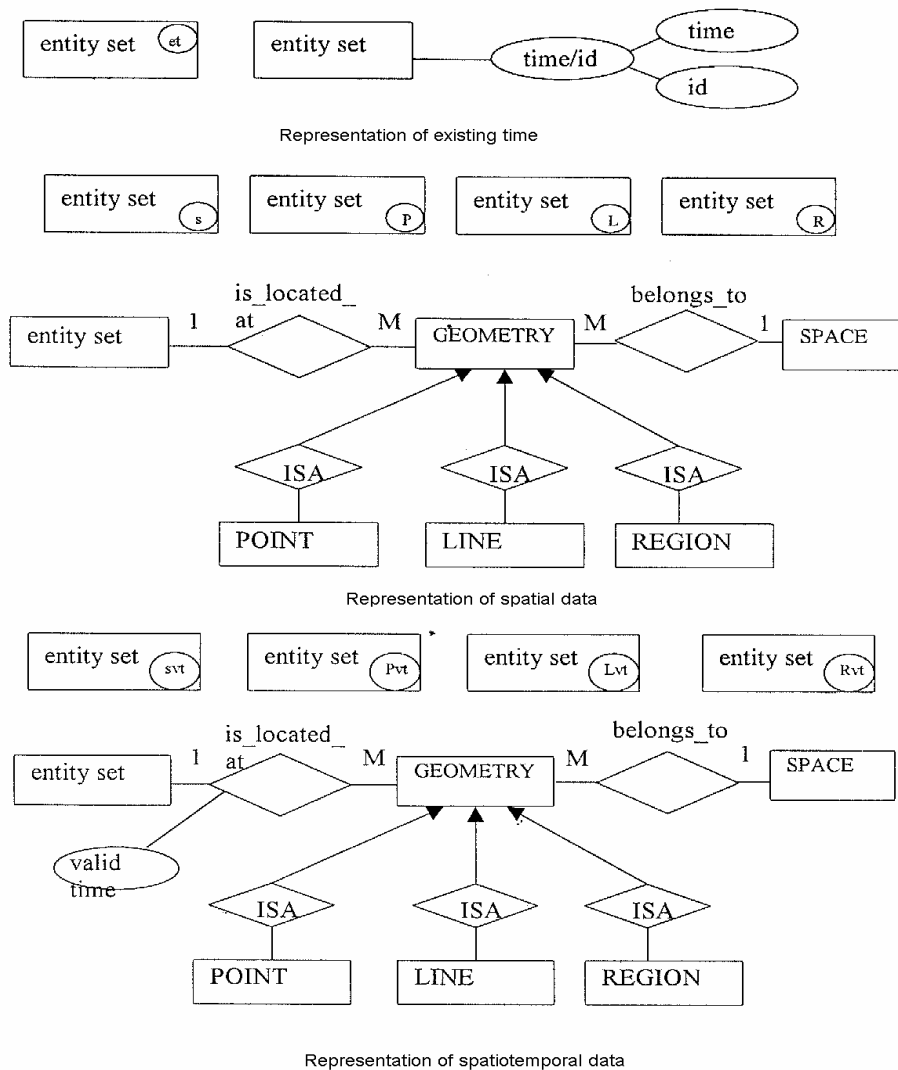 entity set et
entity set
time/id
time
id
Representation of existing time
entity set s
entity set P
entity set L
entity set R
is_located_
at
belongs_to
entity set
1
M
GEOMETRY
M
1
SPACE
ISA
ISA
ISA
POINT
LINE
REGION
Representation of spatial data
entity set svt
entity set Pvt
entity set Lvt
entity set Rvt
is_located_
at
belongs_to
entity set
1
M
GEOMETRY
M
1
SPACE
valid
time
ISA
ISA
ISA
POINT
LINE
REGION
Representation of spatiotemporal data